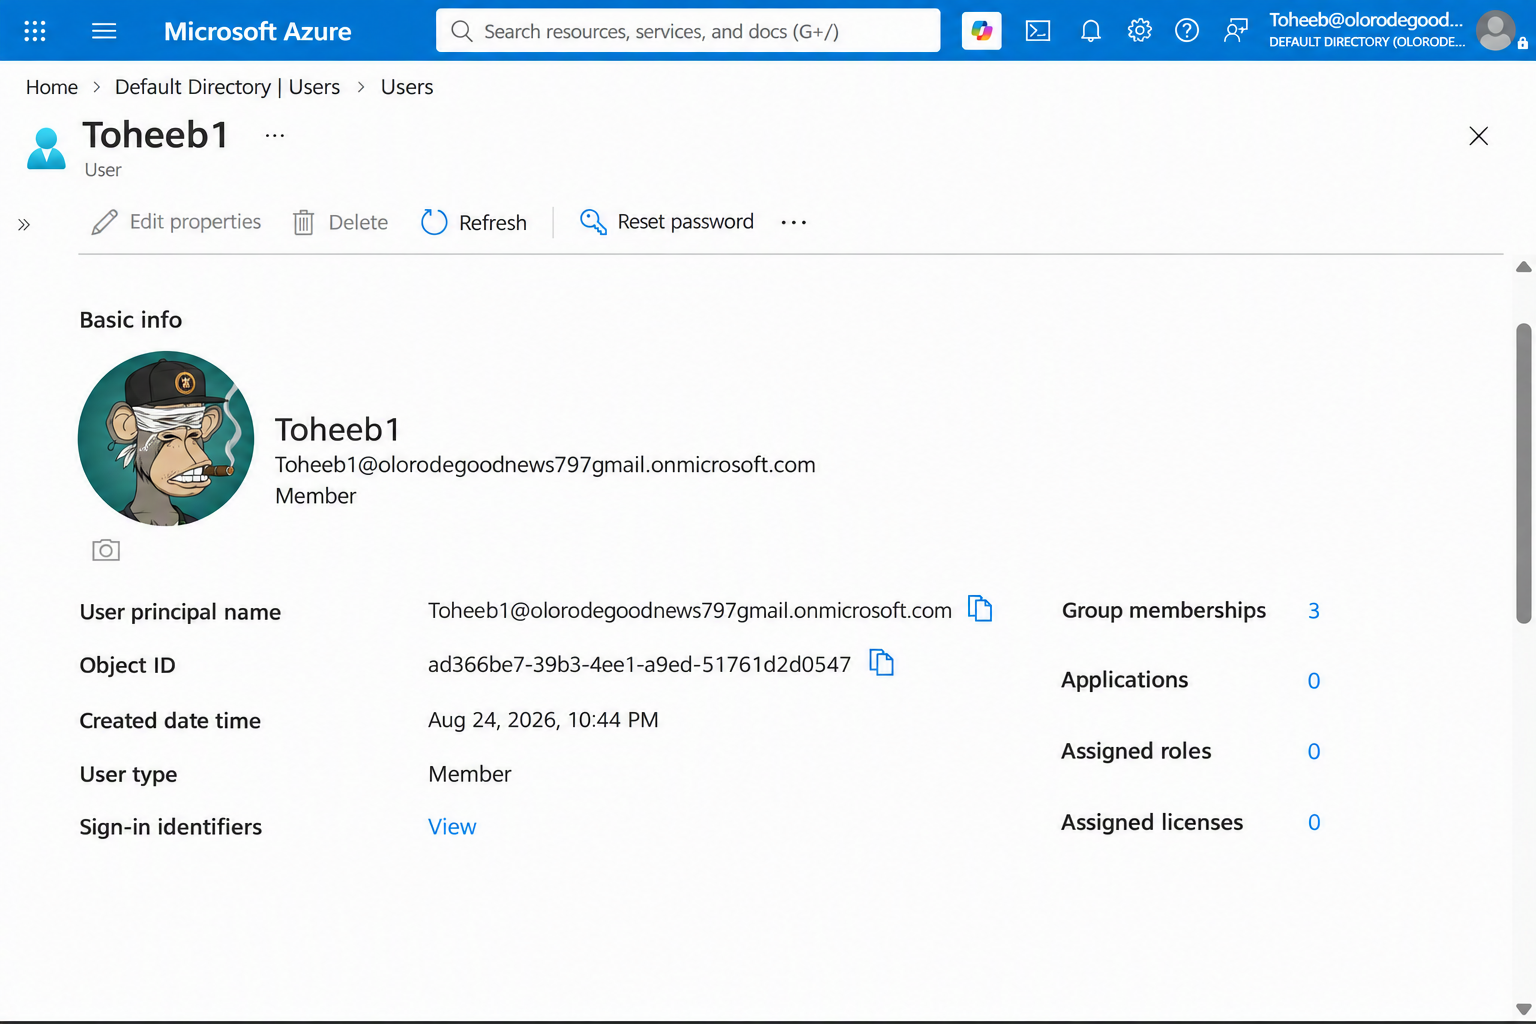 Microsoft Azure
Search resources, services, and docs (G+/)
Toheeb@olorodegood...
DEFAULT DIRECTORY (OLORODE...
Home > Default Directory | Users > Users
Toheeb1 ...
User
Edit properties
Delete
Refresh
Reset password
...
Basic info
Toheeb1
Toheeb1@olorodegoodnews797gmail.onmicrosoft.com
Member
User principal name Toheeb1@olorodegoodnews797gmail.onmicrosoft.com
Object ID ad366be7-39b3-4ee1-a9ed-51761d2d0547
Created date time Aug 24, 2026, 10:44 PM
User type Member
Sign-in identifiers View
Group memberships 3
Applications 0
Assigned roles 0
Assigned licenses 0